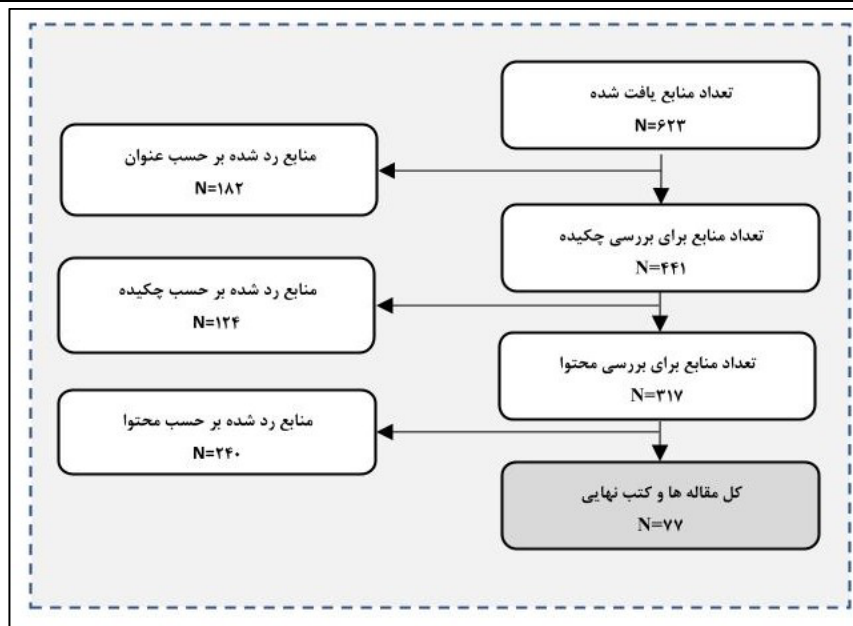 تعداد منابع یافت شده
N=۶۲۳
منابع رد شده بر حسب عنوان
N=۱۸۲
تعداد منابع برای بررسی چکیده
N=۴۴۱
منابع رد شده بر حسب چکیده
N=۱۲۴
تعداد منابع برای بررسی محتوا
N=۳۱۷
منابع رد شده بر حسب محتوا
N=۲۴۰
کل مقاله ها و کتب نهایی
N=۷۷